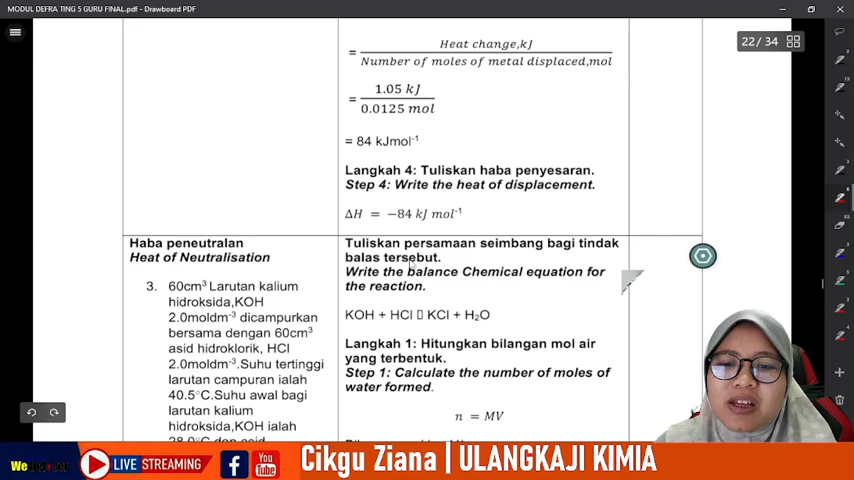 MODUL DEFRA TING 5 GURU FINAL.pdf - Drawboard PDF
22 / 34
= Heat change,kJ
Number of moles of metal displaced,mol
= 1.05 kJ
0.0125 mol
= 84 kJmol⁻¹
Langkah 4: Tuliskan haba penyesaran.
Step 4: Write the heat of displacement.
ΔH = −84 kJ mol⁻¹
Haba peneutralan
Heat of Neutralisation
3. 60cm³ Larutan kalium
hidroksida,KOH
2.0moldm⁻³ dicampurkan
bersama dengan 60cm³
asid hidroklorik, HCl
2.0moldm⁻³.Suhu tertinggi
larutan campuran ialah
40.5°C.Suhu awal bagi
larutan kalium
hidroksida,KOH ialah
28.0°C dan asid
Tuliskan persamaan seimbang bagi tindak
balas tersebut.
Write the balance Chemical equation for
the reaction.
KOH + HCl ▯ KCl + H₂O
Langkah 1: Hitungkan bilangan mol air
yang terbentuk.
Step 1: Calculate the number of moles of
water formed.
n = MV
LIVE STREAMING
You
Tube
Cikgu Ziana | ULANGKAJI KIMIA